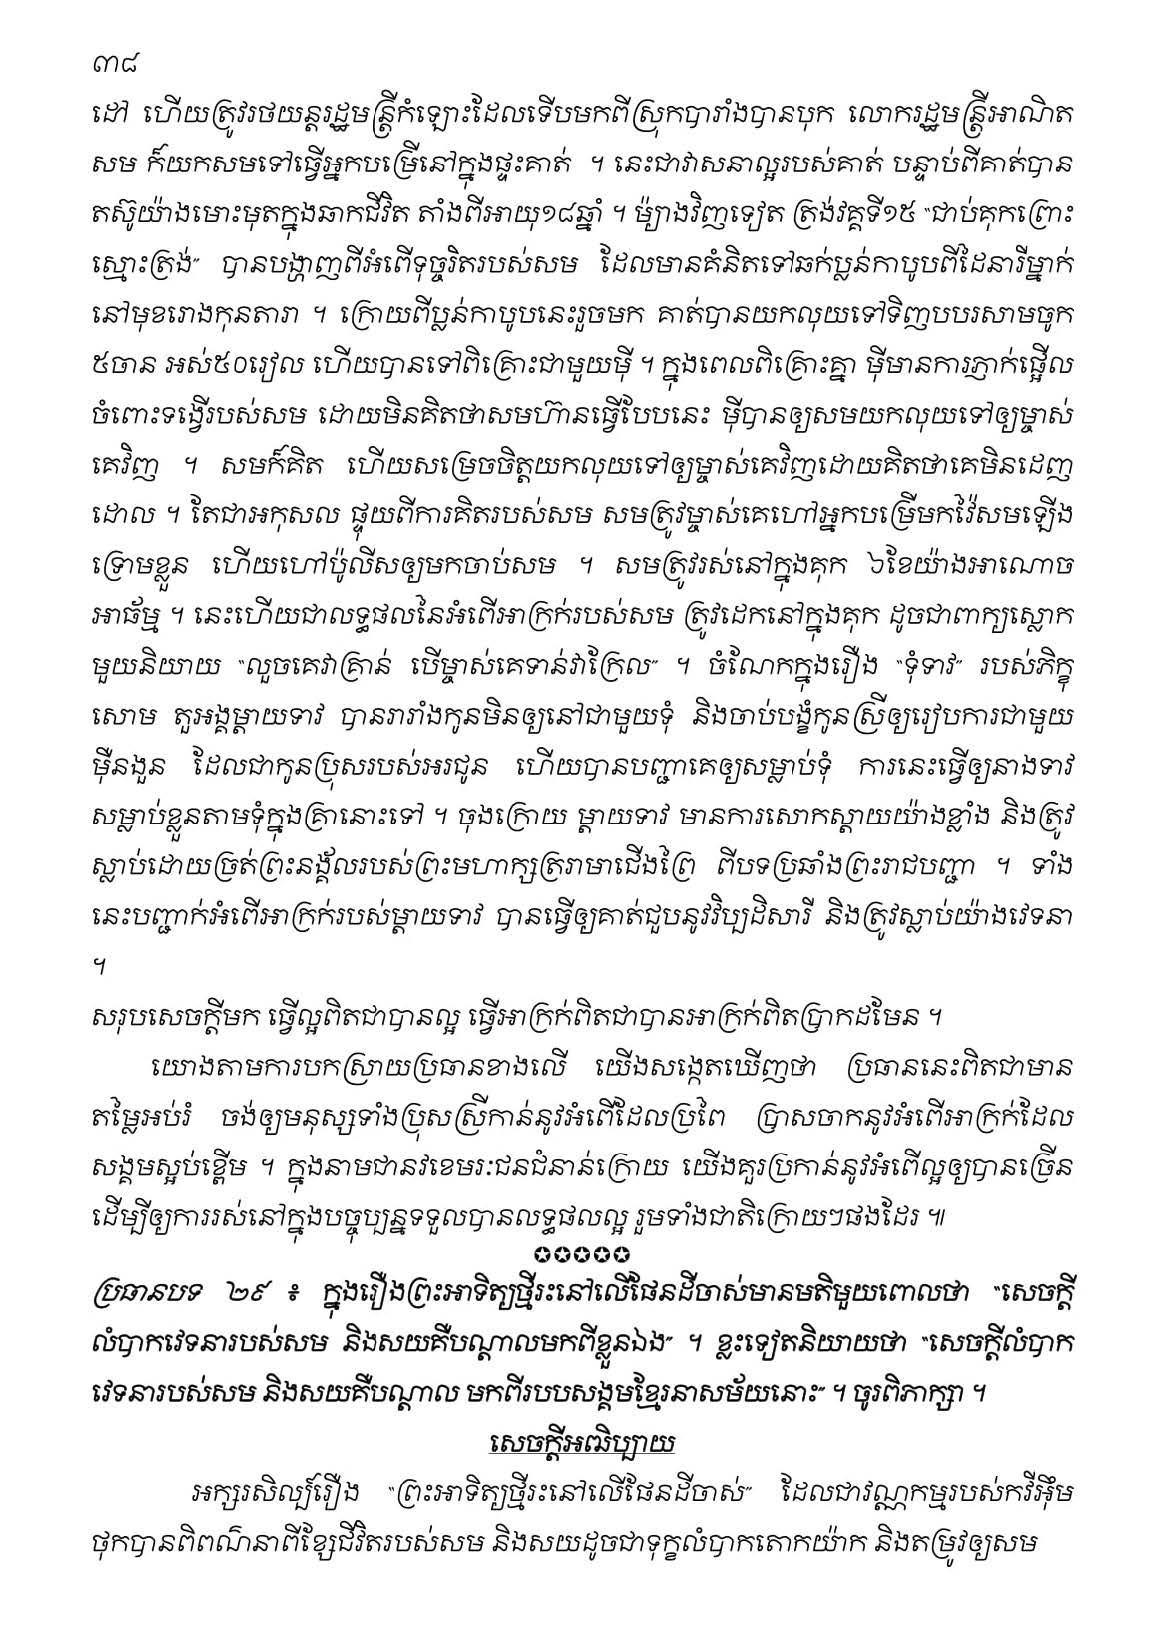 ៣៨
ដៅ ហើយត្រូវរថយន្តរដ្ឋមន្ត្រីកំឡោះដែលទើបមកពីស្រុកបារាំងបានបុក លោករដ្ឋមន្ត្រីអាណិត
សម ក៏យកសមទៅធ្វើអ្នកបម្រើនៅក្នុងផ្ទះគាត់ ។ នេះជាវាសនាល្អរបស់គាត់ បន្ទាប់ពីគាត់បាន
តស៊ូយ៉ាងមោះមុតក្នុងឆាកជីវិត តាំងពីអាយុ១៨ឆ្នាំ ។ ម៉្យាងវិញទៀត ត្រង់វគ្គទី១៥ “ជាប់គុកព្រោះ
ស្មោះត្រង់” បានបង្ហាញពីអំពើទុច្ចរិតរបស់សម ដែលមានគំនិតទៅឆក់ប្លន់កាបូបពីដៃនារីម្នាក់
នៅមុខរោងកុនតារា ។ ក្រោយពីប្លន់កាបូបនេះរួចមក គាត់បានយកលុយទៅទិញបបរសាមចូក
៥ចាន អស់៥០រៀល ហើយបានទៅពិគ្រោះជាមួយម៉ី ។ ក្នុងពេលពិគ្រោះគ្នា ម៉ីមានការភ្ញាក់ផ្អើល
ចំពោះទង្វើរបស់សម ដោយមិនគិតថាសមហ៊ានធ្វើបែបនេះ ម៉ីបានឲ្យសមយកលុយទៅឲ្យម្ចាស់
គេវិញ ។ សមក៏គិត ហើយសម្រេចចិត្តយកលុយទៅឲ្យម្ចាស់គេវិញដោយគិតថាគេមិនដេញ
ដោល ។ តែជាអកុសល ផ្ទុយពីការគិតរបស់សម សមត្រូវម្ចាស់គេហៅអ្នកបម្រើមកវ៉ៃសមឡើង
ទ្រោមខ្លួន ហើយហៅប៉ូលីសឲ្យមកចាប់សម ។ សមត្រូវរស់នៅក្នុងគុក ៦ខែយ៉ាងអាណោច
អាធ័ម្ម ។ នេះហើយជាលទ្ធផលនៃអំពើអាក្រក់របស់សម ត្រូវដេកនៅក្នុងគុក ដូចជាពាក្យស្លោក
មួយនិយាយ “លួចគេវាគ្រាន់ បើម្ចាស់គេទាន់វាក្រែល” ។ ចំណែកក្នុងរឿង “ទុំទាវ” របស់ភិក្ខុ
សោម តួអង្គម្ដាយទាវ បានរារាំងកូនមិនឲ្យនៅជាមួយទុំ និងចាប់បង្ខំកូនស្រីឲ្យរៀបការជាមួយ
ម៉ឺនងួន ដែលជាកូនប្រុសរបស់អរជូន ហើយបានបញ្ជាគេឲ្យសម្លាប់ទុំ ការនេះធ្វើឲ្យនាងទាវ
សម្លាប់ខ្លួនតាមទុំក្នុងគ្រានោះទៅ ។ ចុងក្រោយ ម្ដាយទាវ មានការសោកស្ដាយយ៉ាងខ្លាំង និងត្រូវ
ស្លាប់ដោយច្រត់ព្រះនង្គ័លរបស់ព្រះមហាក្សត្ររាមាជើងព្រៃ ពីបទប្រឆាំងព្រះរាជបញ្ជា ។ ទាំង
នេះបញ្ជាក់អំពើអាក្រក់របស់ម្ដាយទាវ បានធ្វើឲ្យគាត់ជួបនូវវិប្បដិសារី និងត្រូវស្លាប់យ៉ាងវេទនា
។
សរុបសេចក្ដីមក ធ្វើល្អពិតជាបានល្អ ធ្វើអាក្រក់ពិតជាបានអាក្រក់ពិតប្រាកដមែន ។
យោងតាមការបកស្រាយប្រធានខាងលើ យើងសង្កេតឃើញថា ប្រធាននេះពិតជាមាន
តម្លៃអប់រំ ចង់ឲ្យមនុស្សទាំងប្រុសស្រីកាន់នូវអំពើដែលប្រពៃ ប្រាសចាកនូវអំពើអាក្រក់ដែល
សង្គមស្អប់ខ្ពើម ។ ក្នុងនាមជានវខេមរៈជនជំនាន់ក្រោយ យើងគួរប្រកាន់នូវអំពើល្អឲ្យបានច្រើន
ដើម្បីឲ្យការរស់នៅក្នុងបច្ចុប្បន្នទទួលបានលទ្ធផលល្អ រួមទាំងជាតិក្រោយៗផងដែរ ៕
✪✪✪✪✪
ប្រធានបទ ២៩ ៖ ក្នុងរឿងព្រះអាទិត្យថ្មីរះនៅលើផែនដីចាស់មានមតិមួយពោលថា “សេចក្ដី
លំបាកវេទនារបស់សម និងសយគឺបណ្ដាលមកពីខ្លួនឯង” ។ ខ្លះទៀតនិយាយថា “សេចក្ដីលំបាក
វេទនារបស់សម និងសយគឺបណ្ដាល មកពីរបបសង្គមខ្មែរនាសម័យនោះ” ។ ចូរពិភាក្សា ។
សេចក្ដីអធិប្បាយ
អក្សរសិល្ប៍រឿង “ព្រះអាទិត្យថ្មីរះនៅលើផែនដីចាស់” ដែលជាវណ្ណកម្មរបស់កវីអ៊ឹម
ថុកបានពិពណ៌នាពីខ្សែជីវិតរបស់សម និងសយដូចជាទុក្ខលំបាកតោកយ៉ាក និងតម្រូវឲ្យសម